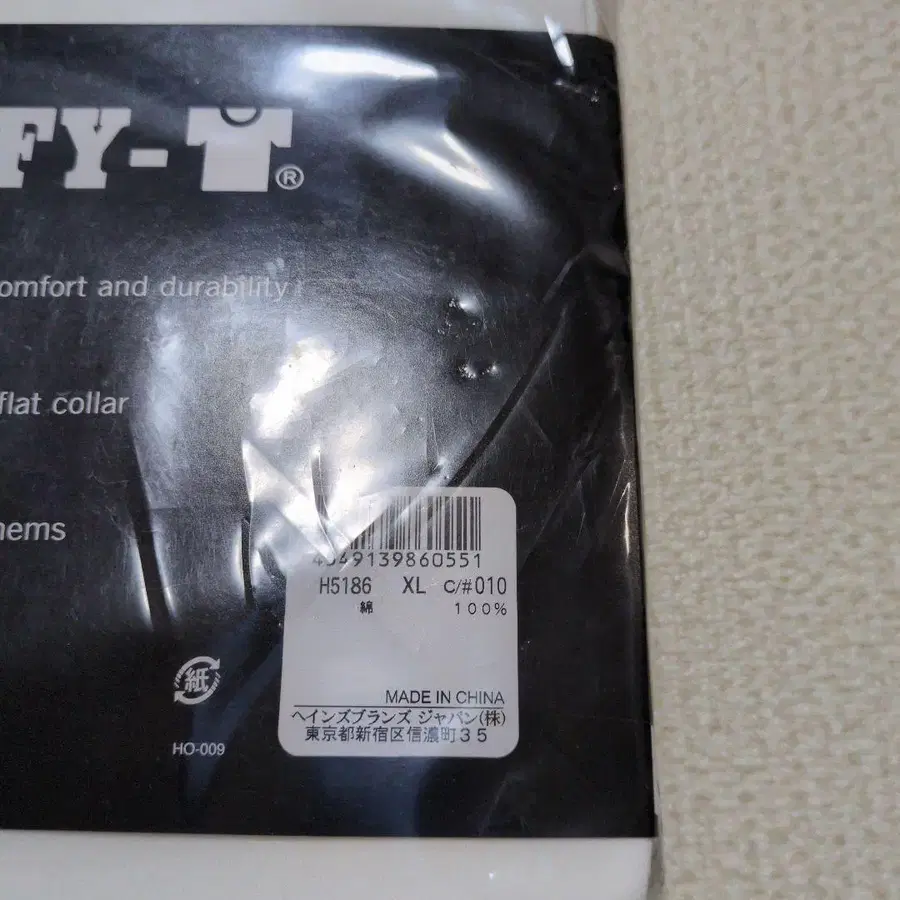 FY-T®
omfort and durability
flat collar
hems
4549139860551
H5186 XL C/#010
綿 100%
紙
HO-009
MADE IN CHINA
ヘインズブランズ ジャパン(株)
東京都新宿区信濃町35